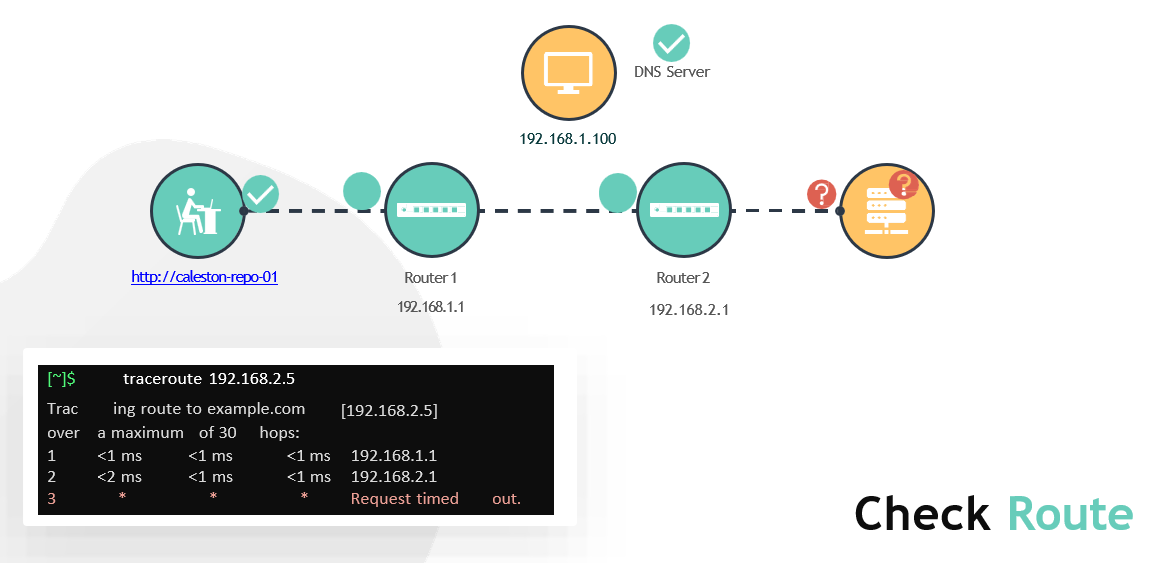 DNS Server
192.168.1.100
?
?
http://caleston-repo-01
Router 1
Router 2
192.168.1.1
192.168.2.1
[~]$ traceroute 192.168.2.5
Trac ing route to example.com [192.168.2.5]
over a maximum of 30 hops:
1 <1 ms <1 ms <1 ms 192.168.1.1
2 <2 ms <1 ms <1 ms 192.168.2.1
3 * * * Request timed out.
Check Route